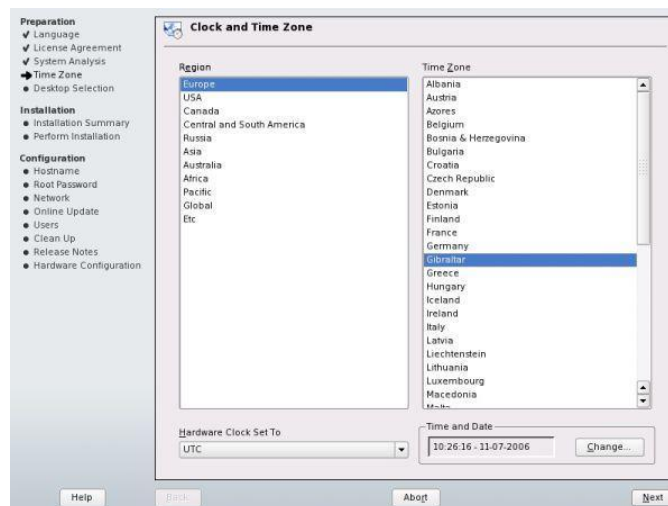 Preparation
Language
License Agreement
System Analysis
Time Zone
Desktop Selection
Installation
Installation Summary
Perform Installation
Configuration
Hostname
Root Password
Network
Online Update
Users
Clean Up
Release Notes
Hardware Configuration
Clock and Time Zone
Region
Europe
USA
Canada
Central and South America
Russia
Asia
Australia
Africa
Pacific
Global
Etc
Time Zone
Albania
Austria
Azores
Belgium
Bosnia & Herzegovina
Bulgaria
Croatia
Czech Republic
Denmark
Estonia
Finland
France
Germany
Gibraltar
Greece
Hungary
Iceland
Ireland
Italy
Latvia
Liechtenstein
Lithuania
Luxembourg
Macedonia
Malta
Hardware Clock Set To
UTC
Time and Date
10:26:16 - 11-07-2006
Change...
Help
Back
Abort
Next